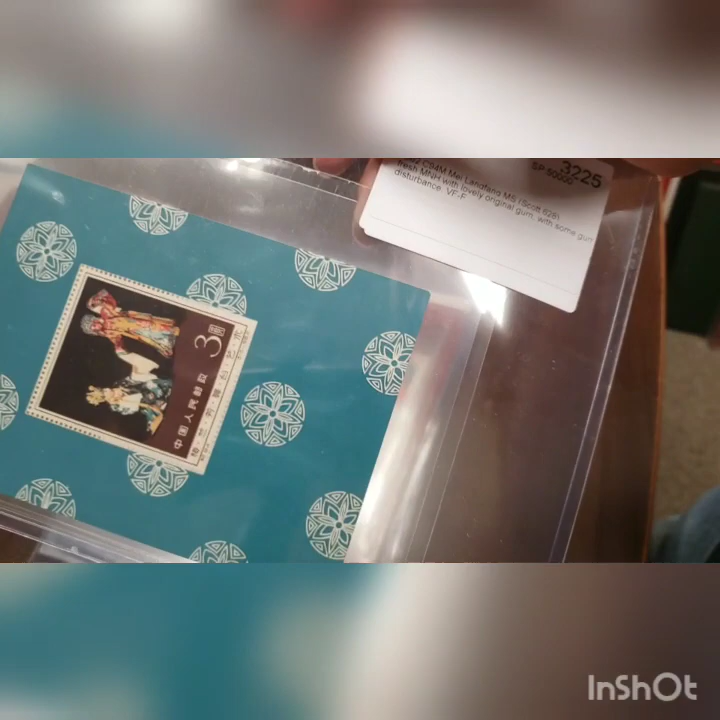 3225
SP 50000
C94M Mei Langfang MS (Scott 628),
fresh MNH with lovely original gum, with some gum
disturbance. VF-F
3
中国人民邮政
InShOt